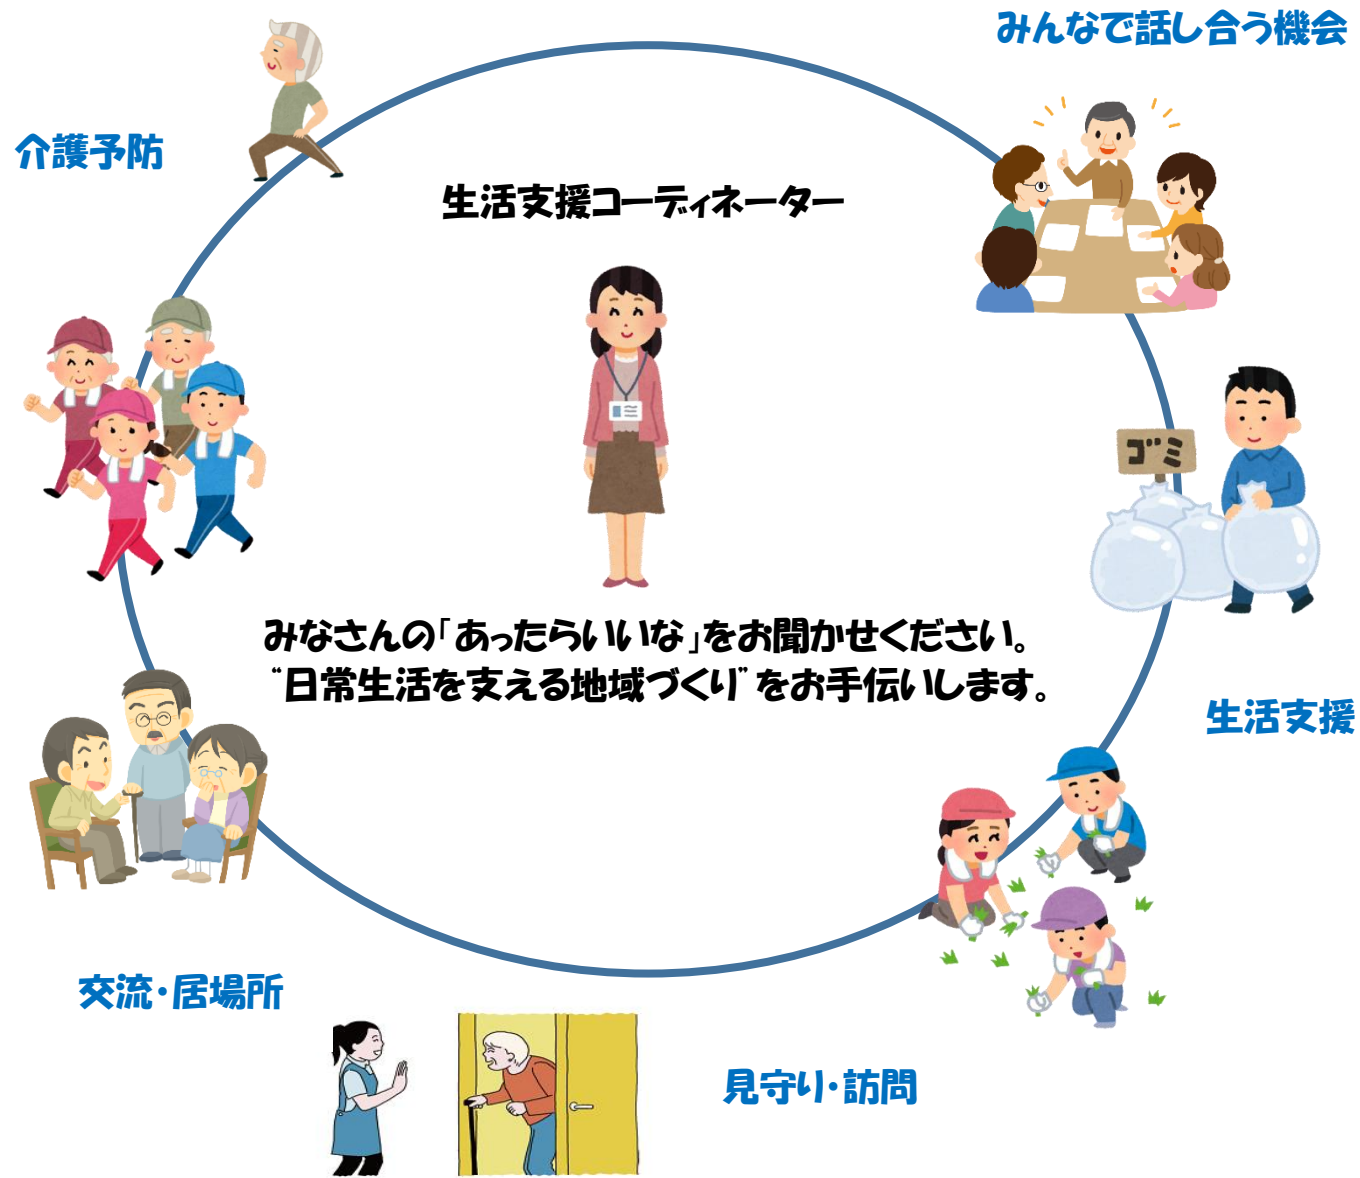 みんなで話し合う機会
介護予防
生活支援コーディネーター
ゴミ
みなさんの「あったらいいな」をお聞かせください。
“日常生活を支える地域づくり”をお手伝いします。
生活支援
交流・居場所
見守り・訪問